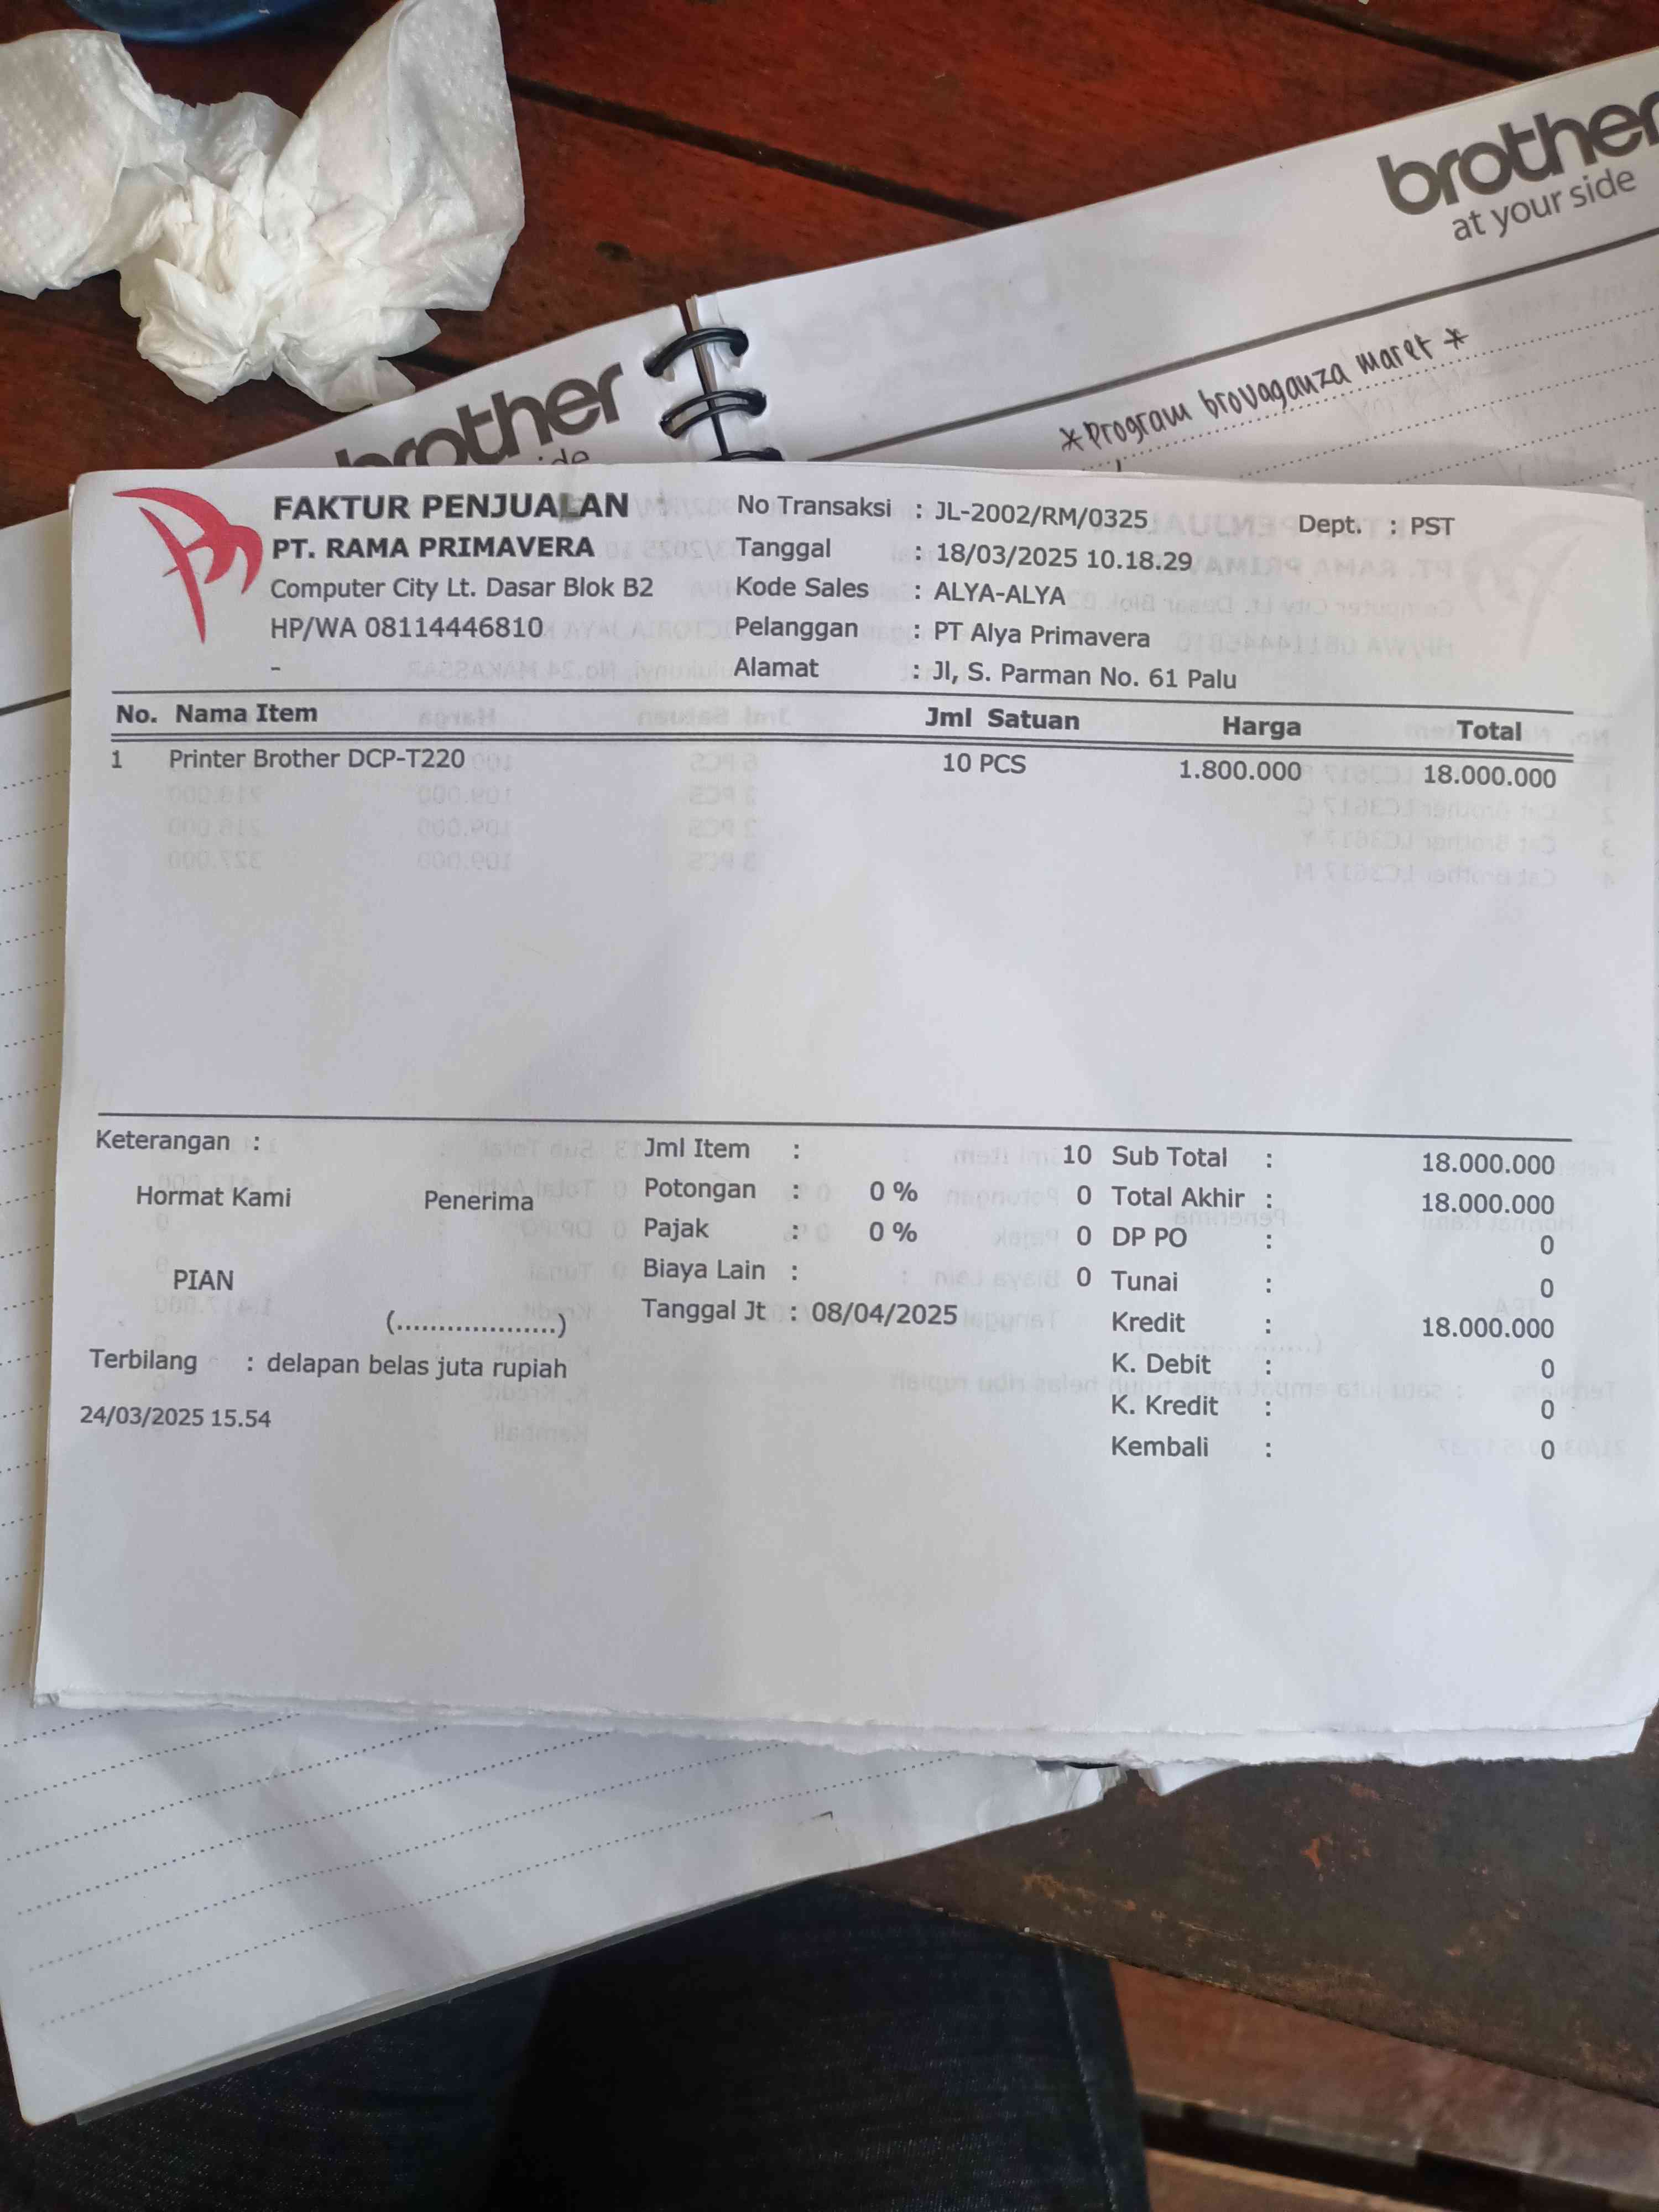 brother
at your side
brother
*Program brovaganza maret*
FAKTUR PENJUALAN
PT. RAMA PRIMAVERA
Computer City Lt. Dasar Blok B2
HP/WA 08114446810
-
No Transaksi : JL-2002/RM/0325
Tanggal : 18/03/2025 10.18.29
Kode Sales : ALYA-ALYA
Pelanggan : PT Alya Primavera
Alamat : Jl, S. Parman No. 61 Palu
Dept. : PST
No. Nama Item Jml Satuan Harga Total
1 Printer Brother DCP-T220 10 PCS 1.800.000 18.000.000
Keterangan :
Hormat Kami Penerima
PIAN
(...................)
Terbilang : delapan belas juta rupiah
24/03/2025 15.54
Jml Item : 10
Potongan : 0 % 0
Pajak : 0 % 0
Biaya Lain : 0
Tanggal Jt : 08/04/2025
Sub Total : 18.000.000
Total Akhir : 18.000.000
DP PO : 0
Tunai : 0
Kredit : 18.000.000
K. Debit : 0
K. Kredit : 0
Kembali : 0